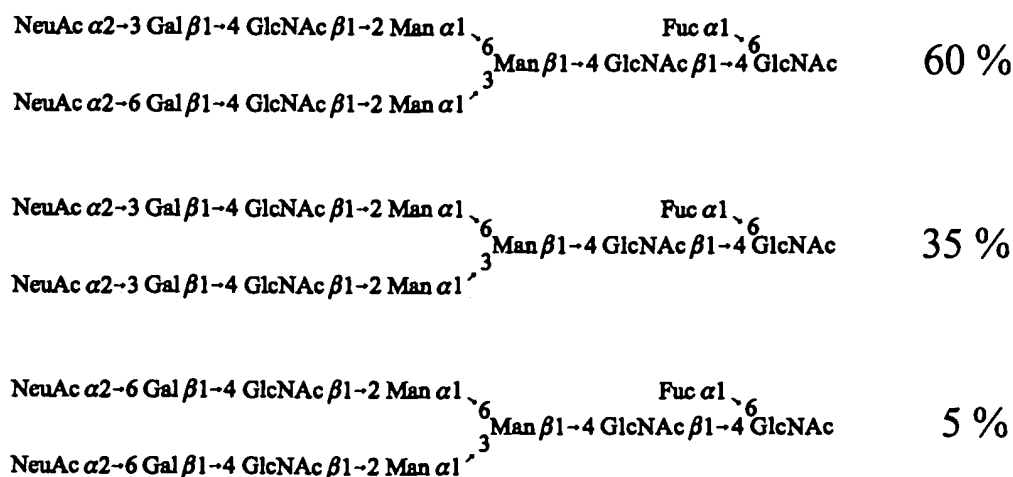 NeuAc α2→3 Gal β1→4 GlcNAc β1→2 Man α1 Fuc α1
6 6
Man β1→4 GlcNAc β1→4 GlcNAc 60 %
3
NeuAc α2→6 Gal β1→4 GlcNAc β1→2 Man α1
NeuAc α2→3 Gal β1→4 GlcNAc β1→2 Man α1 Fuc α1
6 6
Man β1→4 GlcNAc β1→4 GlcNAc 35 %
3
NeuAc α2→3 Gal β1→4 GlcNAc β1→2 Man α1
NeuAc α2→6 Gal β1→4 GlcNAc β1→2 Man α1 Fuc α1
6 6
Man β1→4 GlcNAc β1→4 GlcNAc 5 %
3
NeuAc α2→6 Gal β1→4 GlcNAc β1→2 Man α1